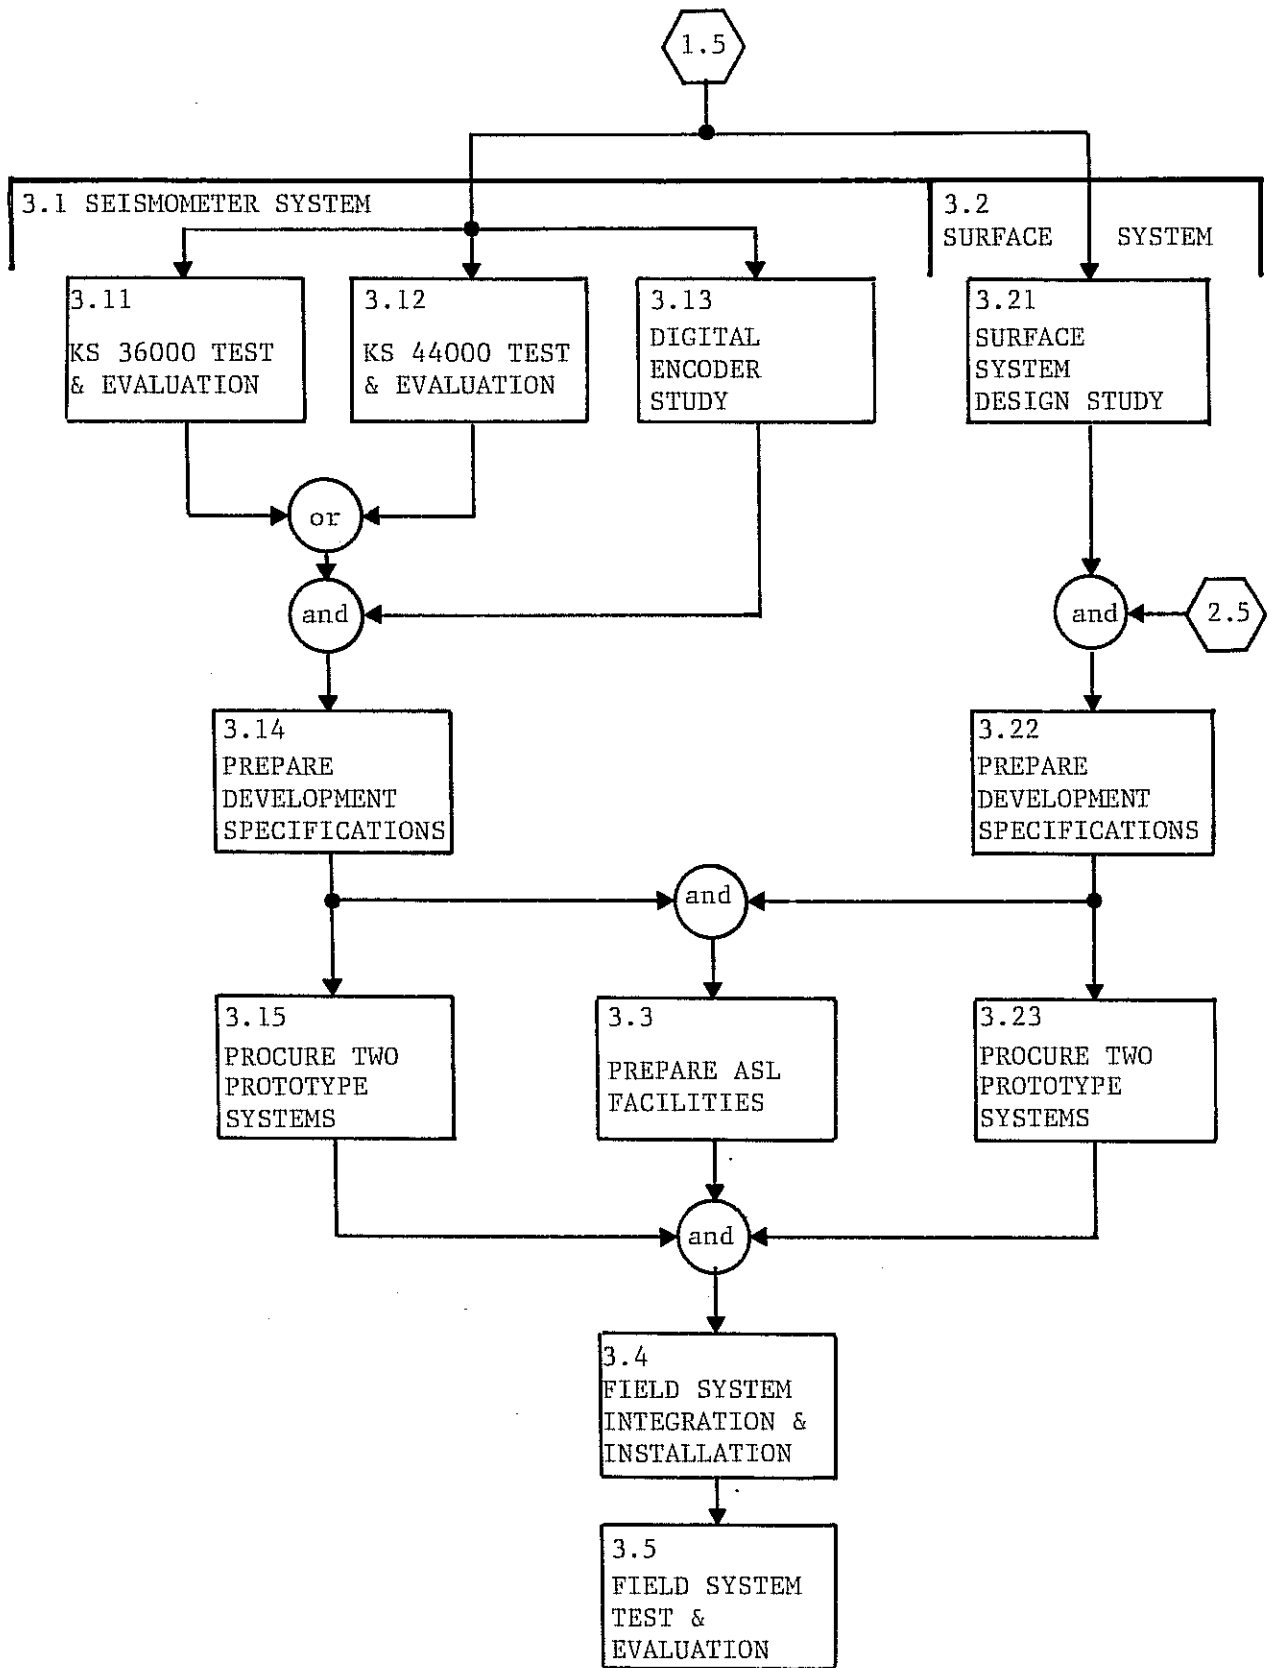 1.5
3.1 SEISMOMETER SYSTEM
3.2
SURFACE SYSTEM
3.11
KS 36000 TEST
& EVALUATION
3.12
KS 44000 TEST
& EVALUATION
3.13
DIGITAL
ENCODER
STUDY
3.21
SURFACE
SYSTEM
DESIGN STUDY
or
and
and
2.5
3.14
PREPARE
DEVELOPMENT
SPECIFICATIONS
3.22
PREPARE
DEVELOPMENT
SPECIFICATIONS
and
3.15
PROCURE TWO
PROTOTYPE
SYSTEMS
3.3
PREPARE ASL
FACILITIES
3.23
PROCURE TWO
PROTOTYPE
SYSTEMS
and
3.4
FIELD SYSTEM
INTEGRATION &
INSTALLATION
3.5
FIELD SYSTEM
TEST &
EVALUATION